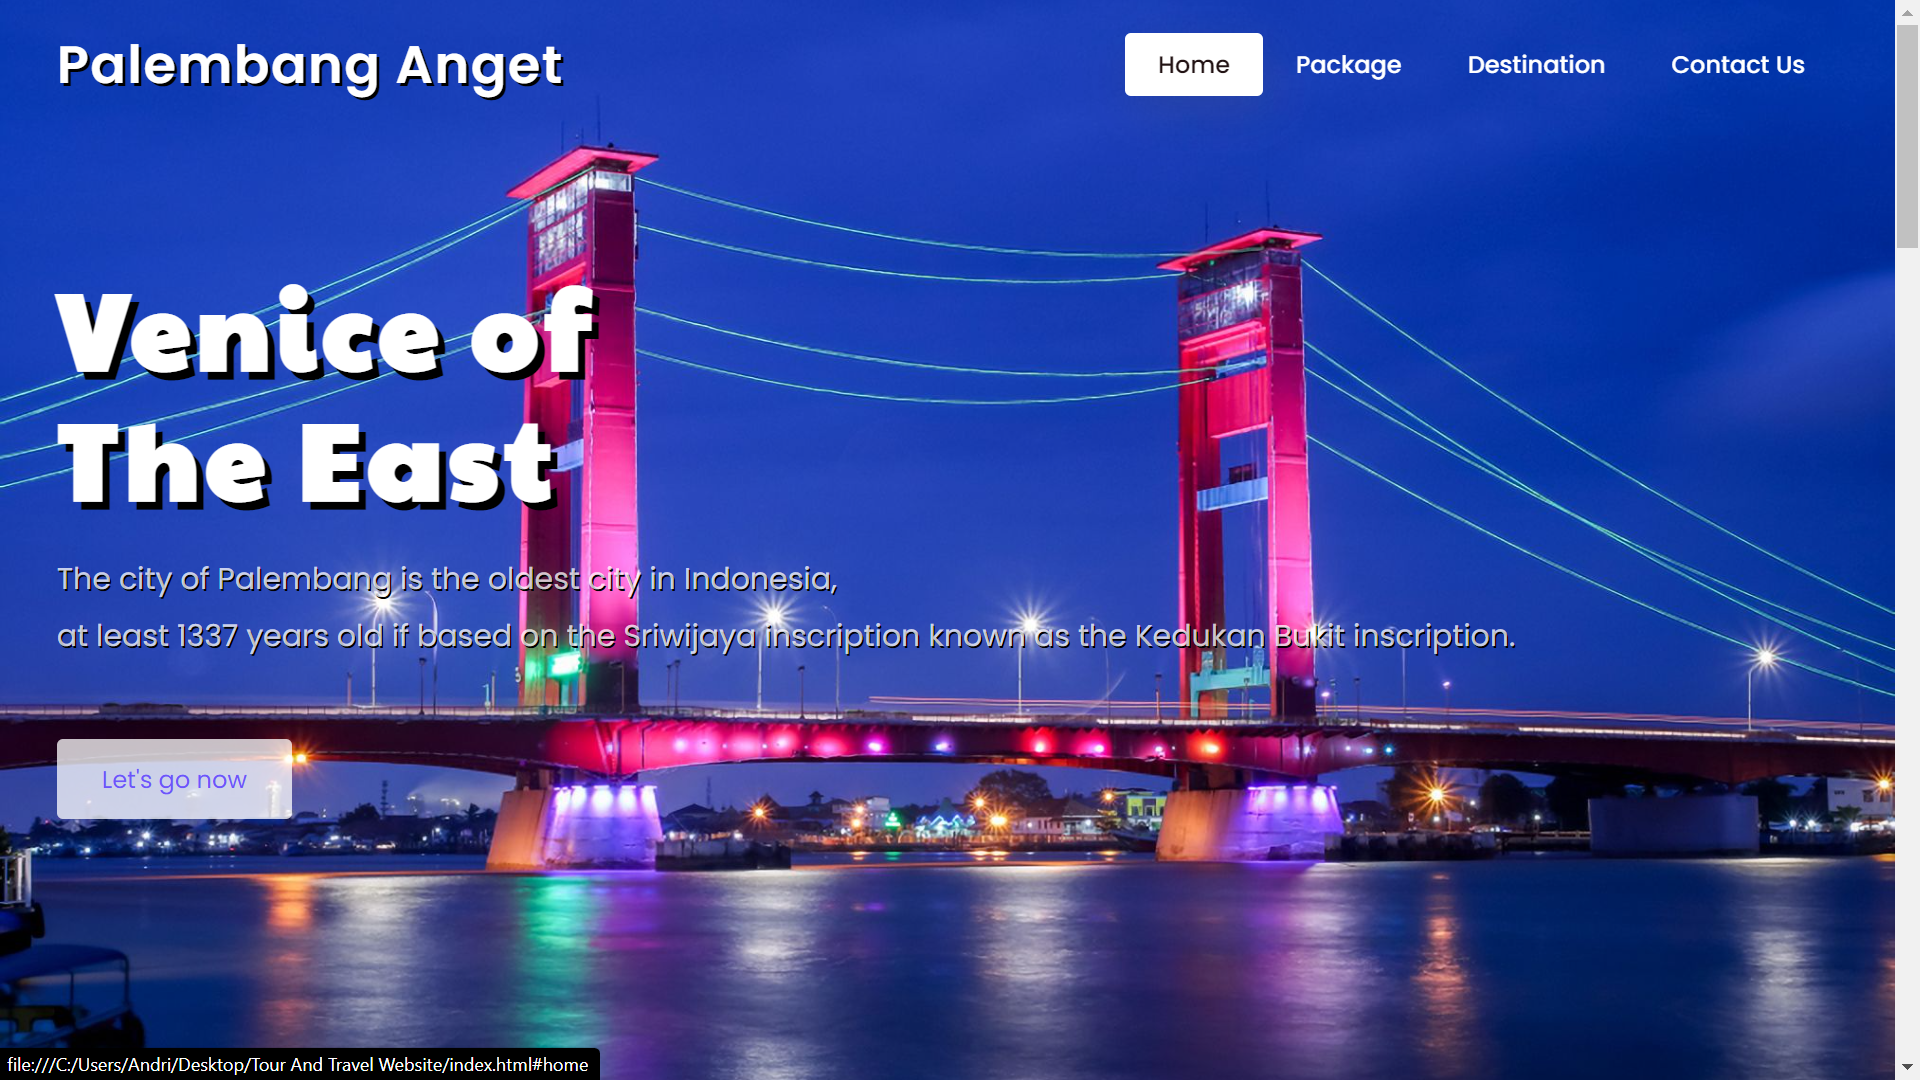 Palembang Anget
Home Package Destination Contact Us
Venice of
The East
The city of Palembang is the oldest city in Indonesia,
at least 1337 years old if based on the Sriwijaya inscription known as the Kedukan Bukit inscription.
Let's go now
file:///C:/Users/Andri/Desktop/Tour And Travel Website/index.html#home